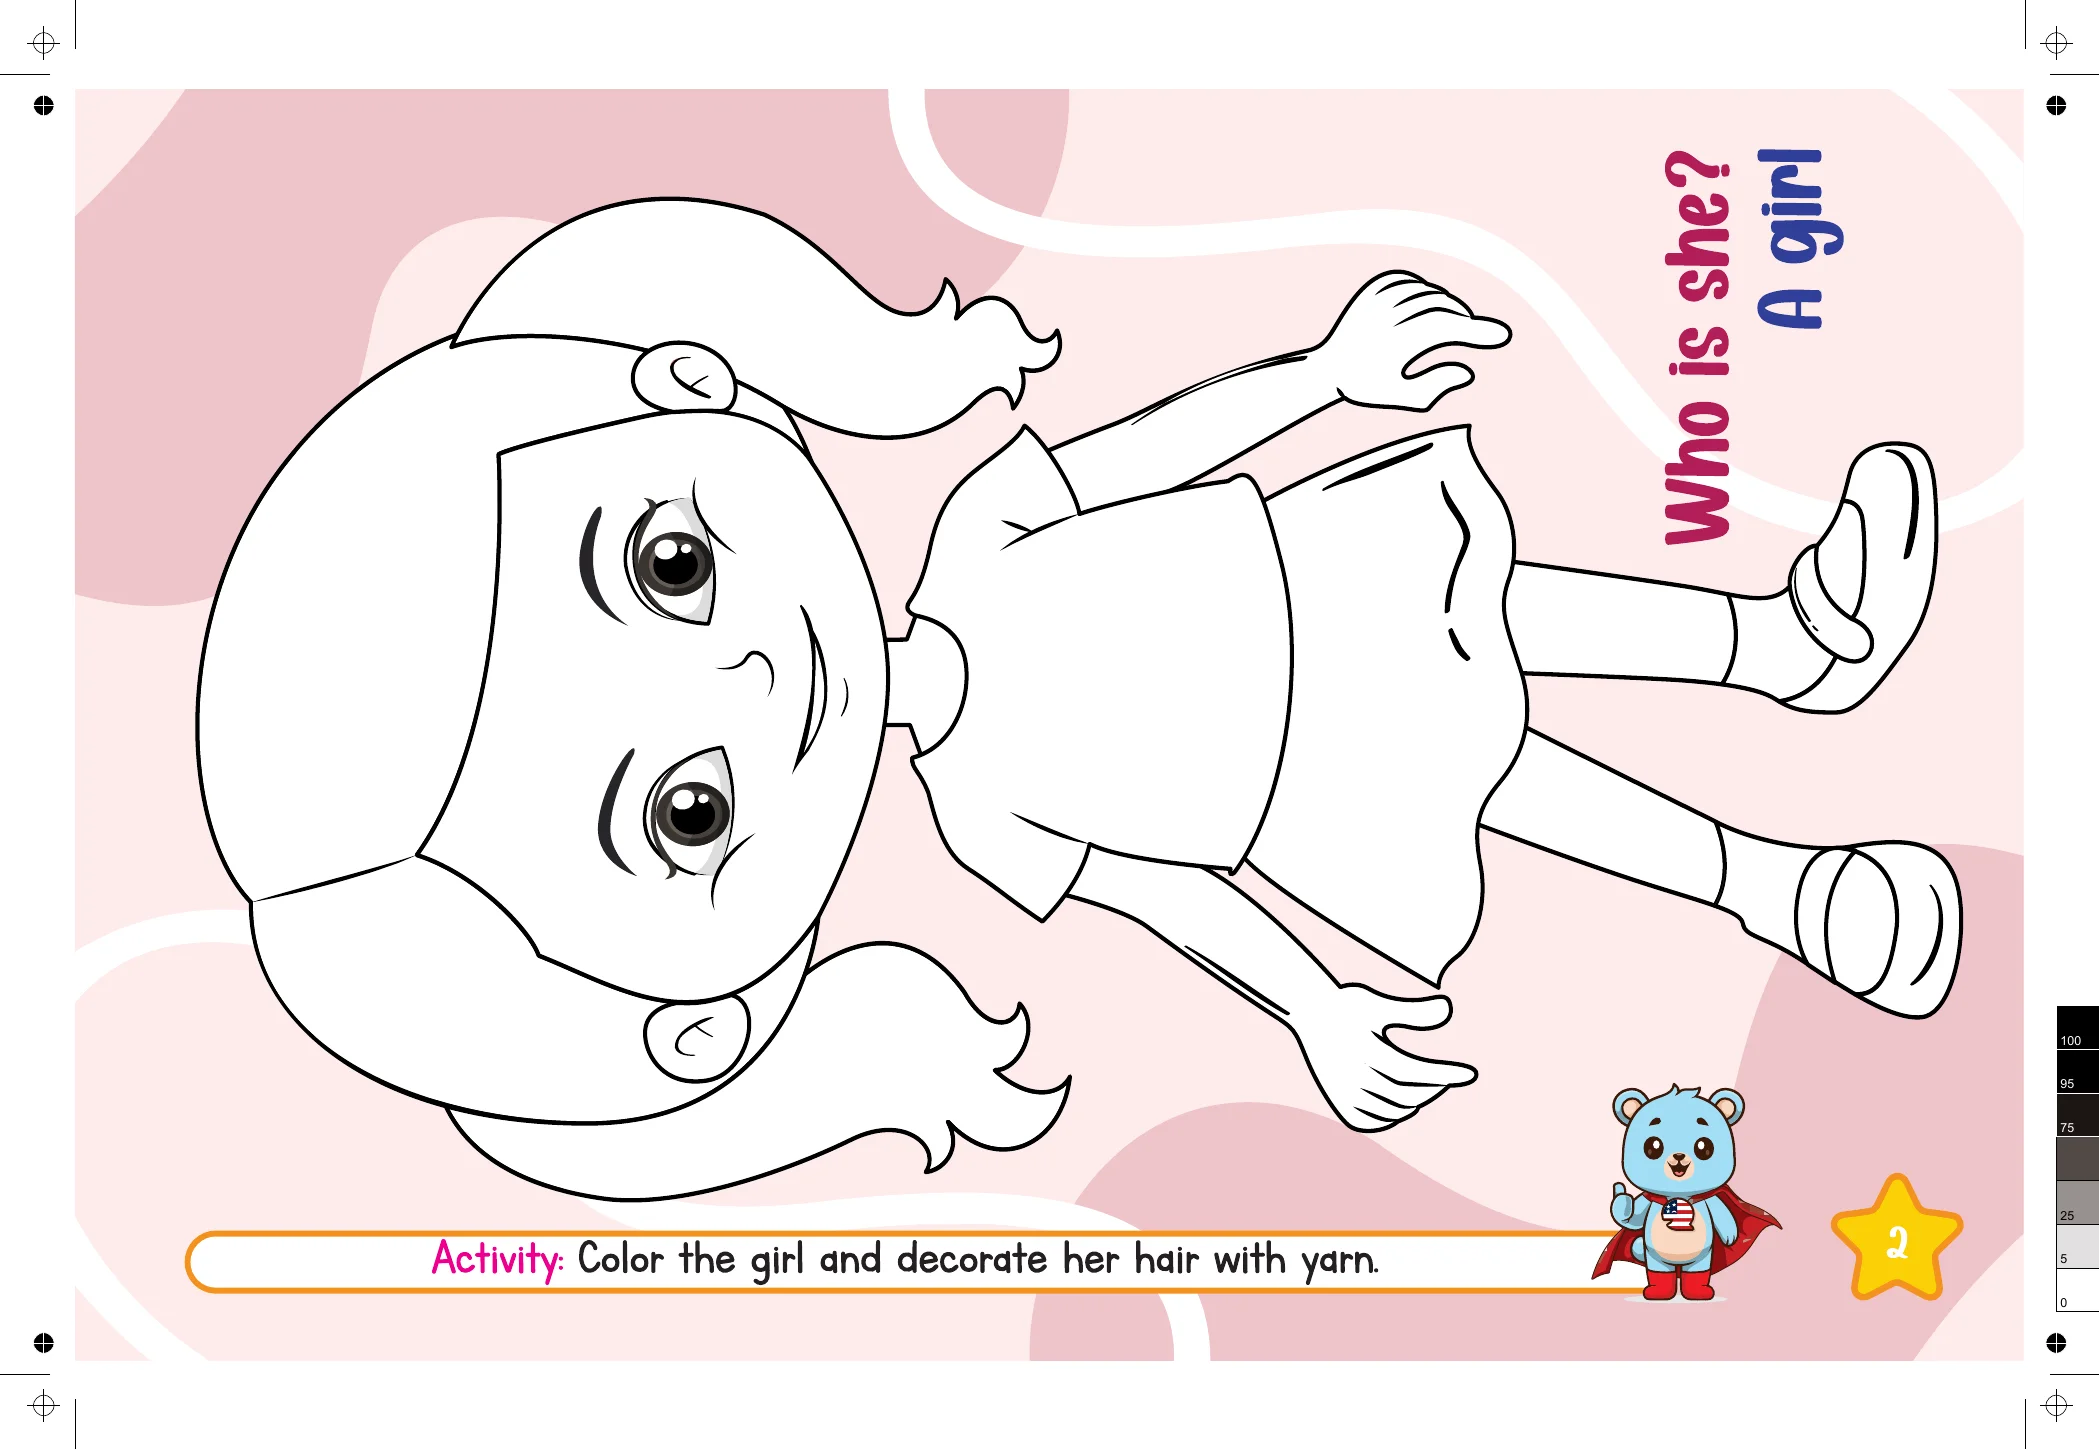 Who is she?
A girl
Activity: Color the girl and decorate her hair with yarn.
2
100
95
75
25
5
0